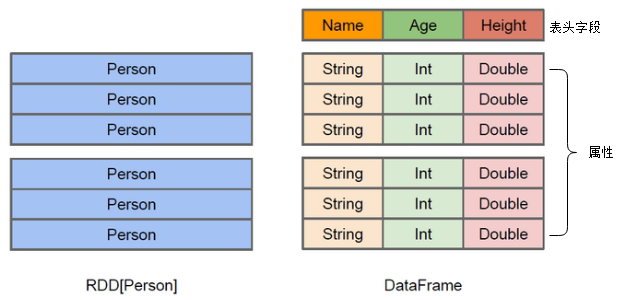 Name Age Height 表头字段
Person String Int Double
Person String Int Double
Person String Int Double
属性
Person String Int Double
Person String Int Double
Person String Int Double
RDD[Person] DataFrame